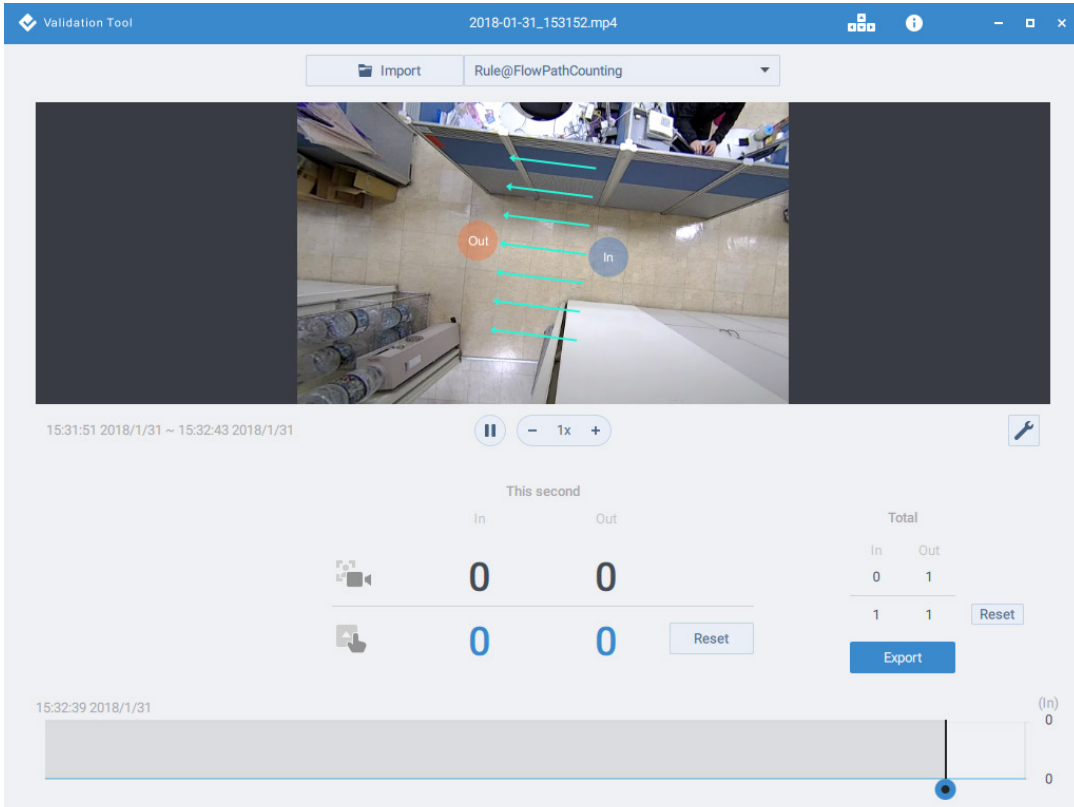 Validation Tool 2018-01-31_153152.mp4
Import Rule@FlowPathCounting
Out In
15:31:51 2018/1/31 ~ 15:32:43 2018/1/31 - 1x +
This second
In Out
Total
In Out
0 0
0 1
0 0 Reset
1 1 Reset
Export
15:32:39 2018/1/31 (In)
0
0